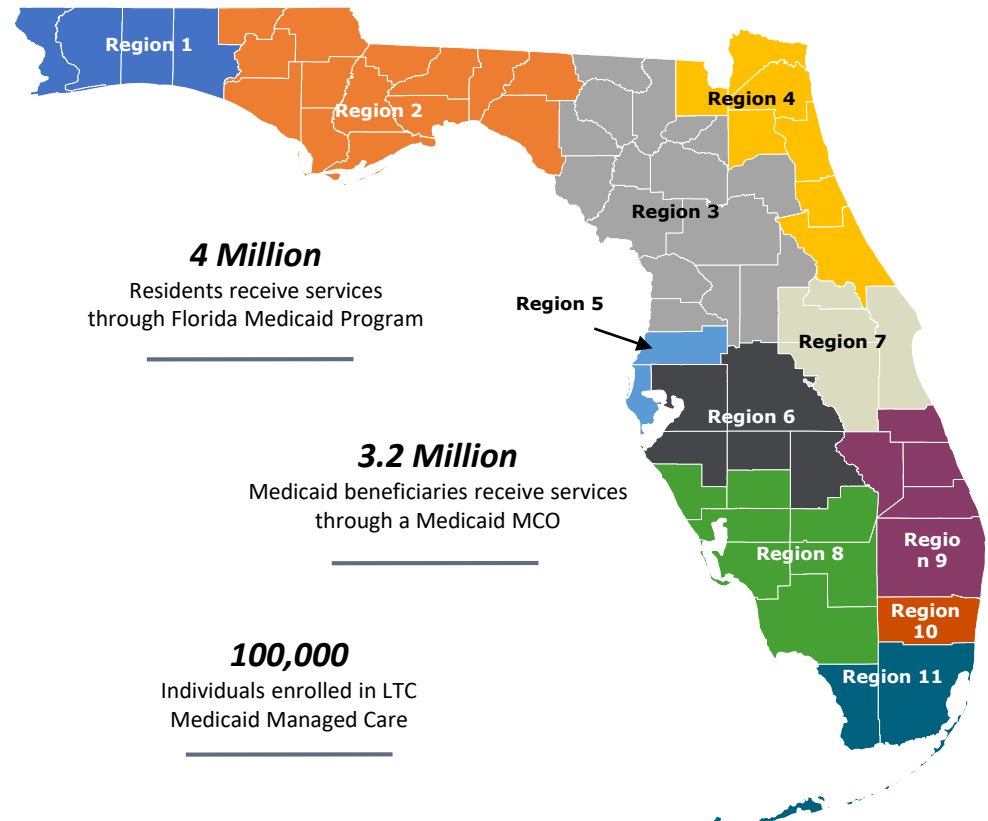 Region 1
Region 2
Region 4
Region 3
4 Million
Residents receive services
through Florida Medicaid Program
Region 5
Region 7
Region 6
3.2 Million
Medicaid beneficiaries receive services
through a Medicaid MCO
Region 8
Regio
n 9
Region
10
100,000
Individuals enrolled in LTC
Medicaid Managed Care
Region 11